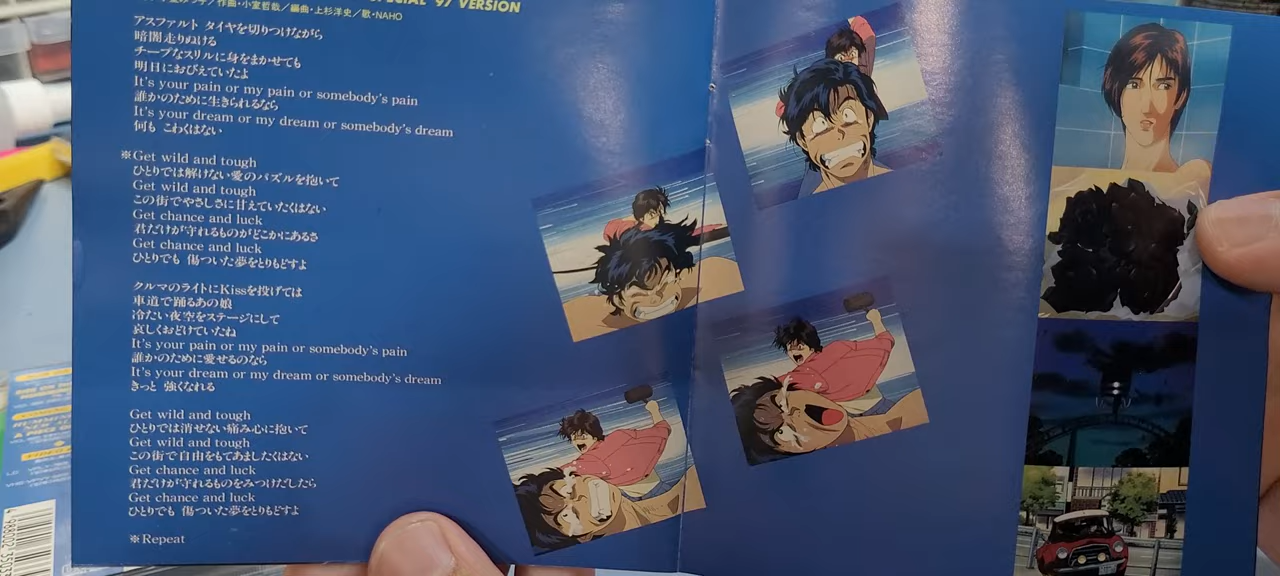 SPECIAL '97 VERSION
作曲・小室哲哉／編曲・上杉洋史／歌・NAHO
アスファルト タイヤを切りつけながら
暗闇走りぬける
チープなスリルに身をまかせても
明日におびえていたよ
It's your pain or my pain or somebody's pain
誰かのために生きられるなら
It's your dream or my dream or somebody's dream
何も こわくはない
※Get wild and tough
ひとりでは解けない愛のパズルを抱いて
Get wild and tough
この街でやさしさに甘えていたくはない
Get chance and luck
君だけが守れるものがどこかにあるさ
Get chance and luck
ひとりでも 傷ついた夢をとりもどすよ
クルマのライトにKissを投げては
車道で踊るあの娘
冷たい夜空をステージにして
哀しくおどけていたね
It's your pain or my pain or somebody's pain
誰かのために愛せるのなら
It's your dream or my dream or somebody's dream
きっと 強くなれる
Get wild and tough
ひとりでは消せない痛み心に抱いて
Get wild and tough
この街で自由をもてあましたくはない
Get chance and luck
君だけが守れるものをみつけだしたら
Get chance and luck
ひとりでも 傷ついた夢をとりもどすよ
※Repeat